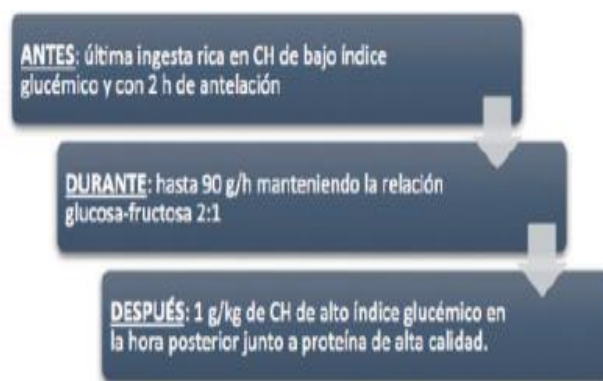 ANTES: última ingesta rica en CH de bajo índice
glucémico y con 2 h de antelación
DURANTE: hasta 90 g/h manteniendo la relación
glucosa-fructosa 2:1
DESPUÉS: 1 g/kg de CH de alto índice glucémico en
la hora posterior junto a proteína de alta calidad.